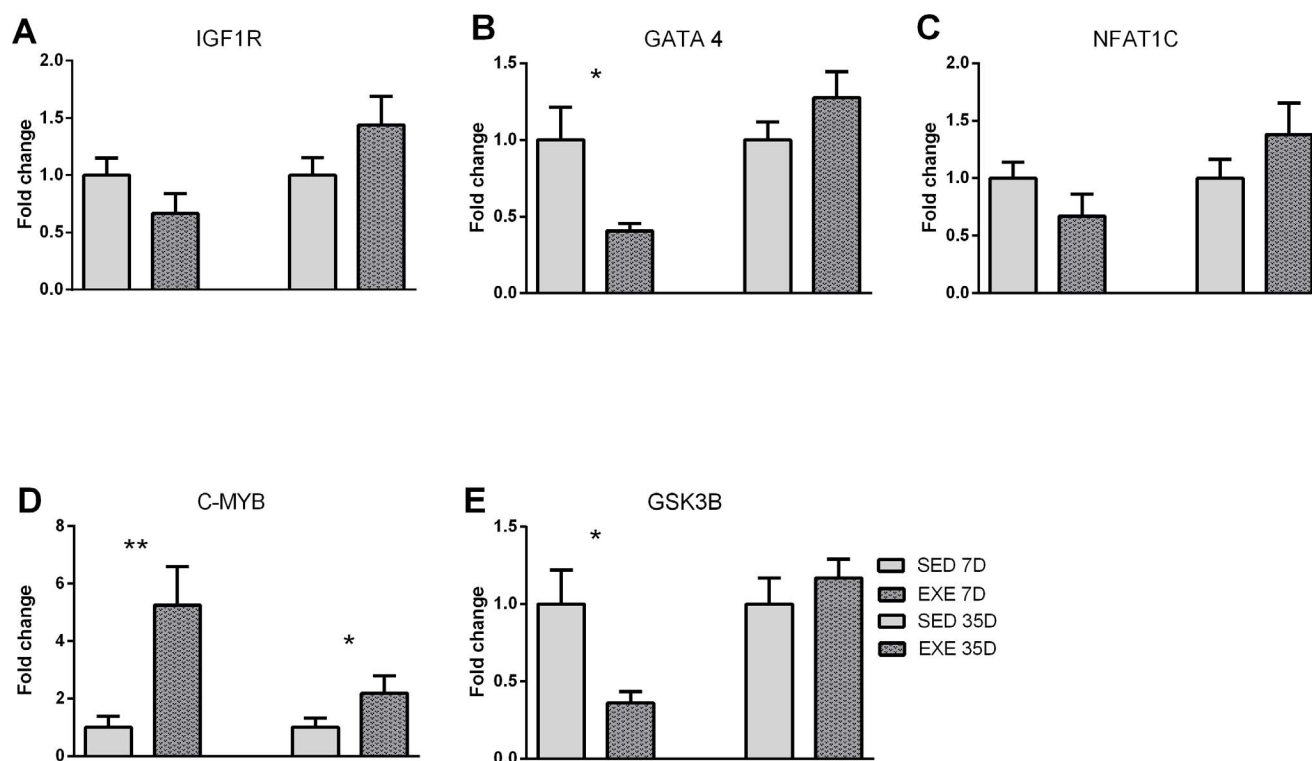 A
IGF1R
Fold change
2.0
1.5
1.0
0.5
0.0
B
GATA 4
Fold change
1.5
1.0
0.5
0.0
*
C
NFAT1C
Fold change
2.0
1.5
1.0
0.5
0.0
D
C-MYB
Fold change
8
6
4
2
0
**
*
E
GSK3B
Fold change
1.5
1.0
0.5
0.0
*
SED 7D
EXE 7D
SED 35D
EXE 35D